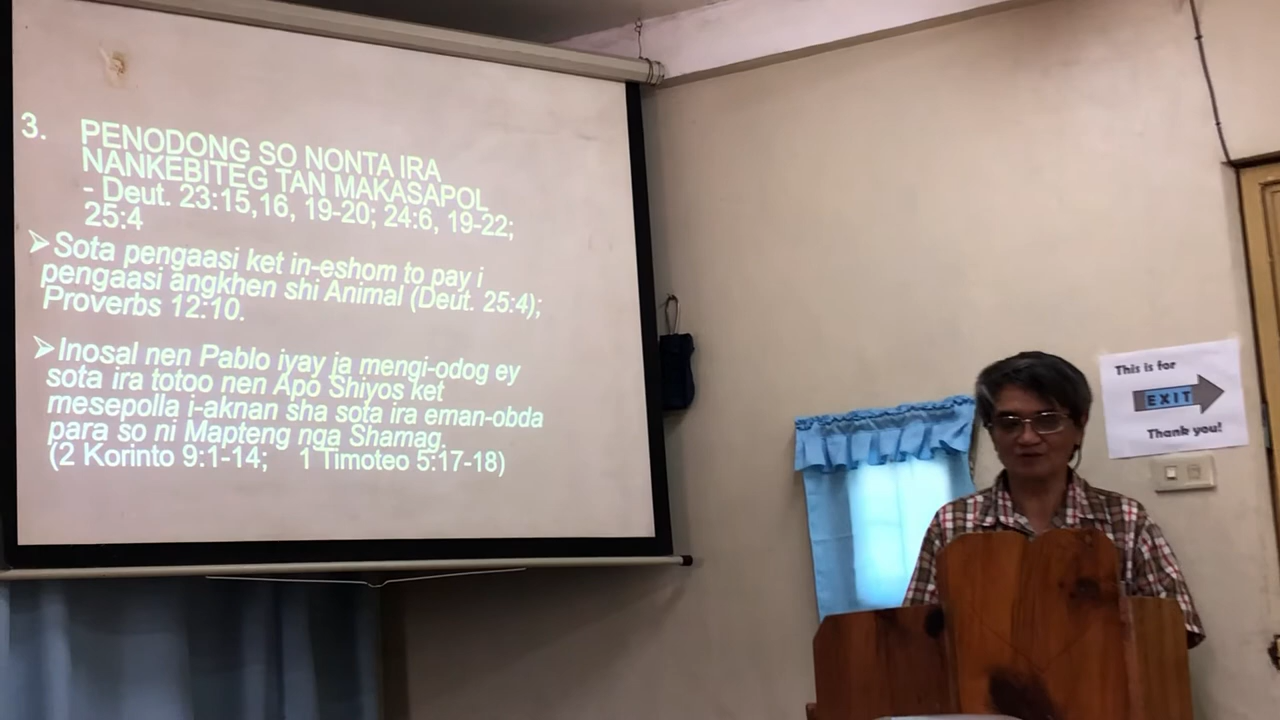 3. PENODONG SO NONTA IRA
NANKEBITEG TAN MAKASAPOL
- Deut. 23:15,16, 19-20; 24:6, 19-22;
25:4
➢Sota pengaasi ket in-eshom to pay i
pengaasi angkhen shi Animal (Deut. 25:4);
Proverbs 12:10.
➢Inosal nen Pablo iyay ja mengi-odog ey
sota ira totoo nen Apo Shiyos ket
mesepolla i-aknan sha sota ira eman-obda
para so ni Mapteng nga Shamag.
(2 Korinto 9:1-14; 1 Timoteo 5:17-18)
This is for
EXIT
Thank you!